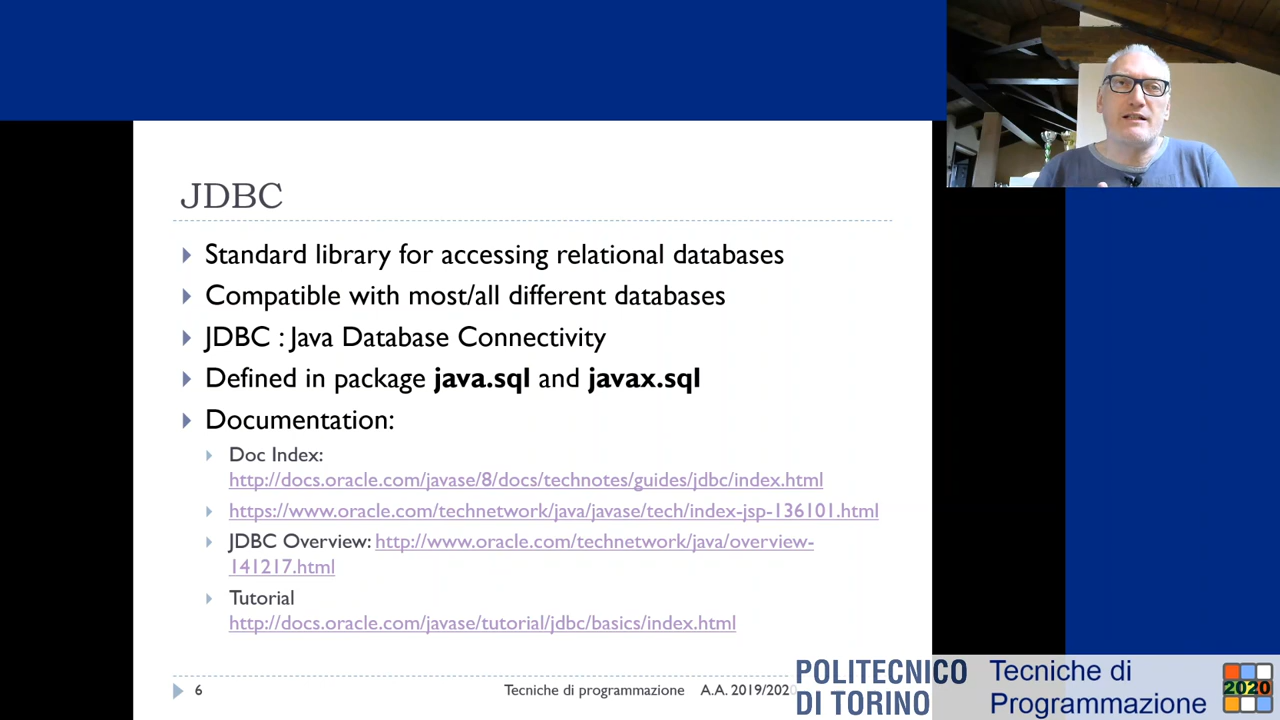 JDBC
Standard library for accessing relational databases
Compatible with most/all different databases
JDBC : Java Database Connectivity
Defined in package java.sql and javax.sql
Documentation:
Doc Index:
http://docs.oracle.com/javase/8/docs/technotes/guides/jdbc/index.html
https://www.oracle.com/technetwork/java/javase/tech/index-jsp-136101.html
JDBC Overview: http://www.oracle.com/technetwork/java/overview-
141217.html
Tutorial
http://docs.oracle.com/javase/tutorial/jdbc/basics/index.html
6
Tecniche di programmazione A.A. 2019/2020
POLITECNICO
DI TORINO
Tecniche di
Programmazione
2020